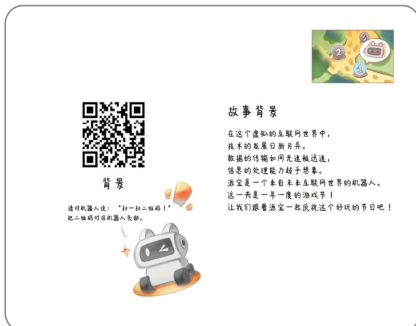 背景
请对机器人说：“扫一扫二维码！”
把二维码对准机器人头部。
故事背景
在这个虚拟的互联网世界中，
技术的发展日新月异。
数据的传输如同光速般迅速，
信息的处理能力超乎想象。
派宝是一个来自未来互联网世界的机器人。
这一天是一年一度的游戏节！
让我们跟着派宝一起庆祝这个好玩的节日吧！